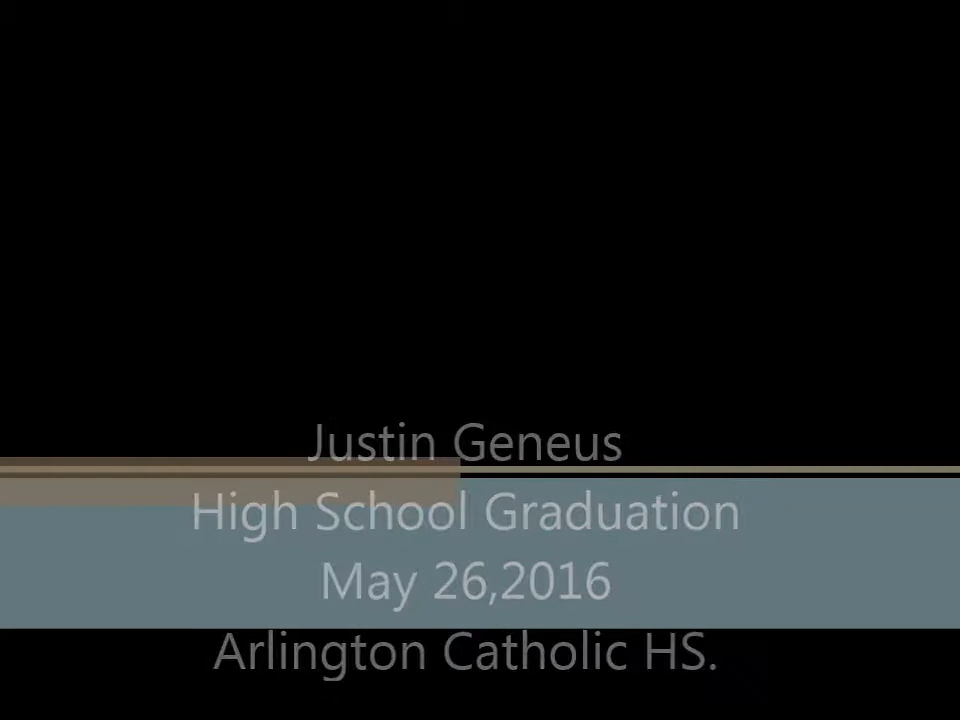 Justin Geneus
High School Graduation
May 26,2016
Arlington Catholic HS.